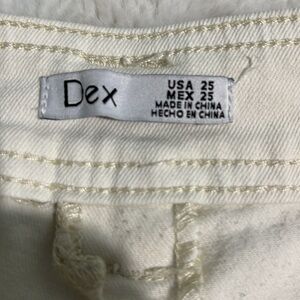 Dex
USA 25
MEX 25
MADE IN CHINA
HECHO EN CHINA